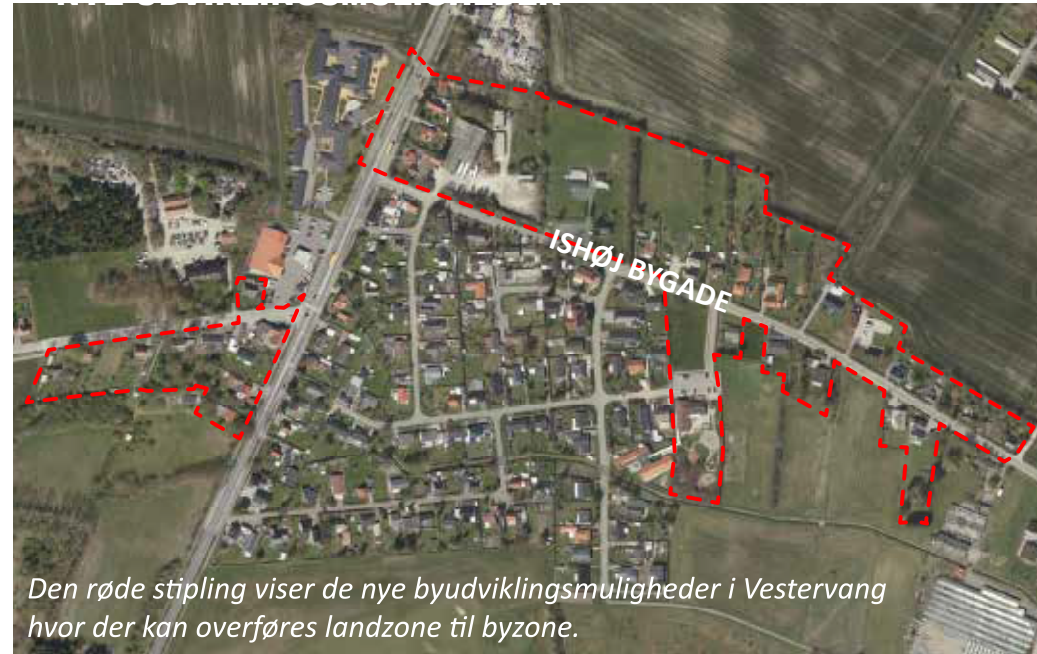 ISHØJ BYGADE
Den røde stipling viser de nye byudviklingsmuligheder i Vestervang
hvor der kan overføres landzone til byzone.